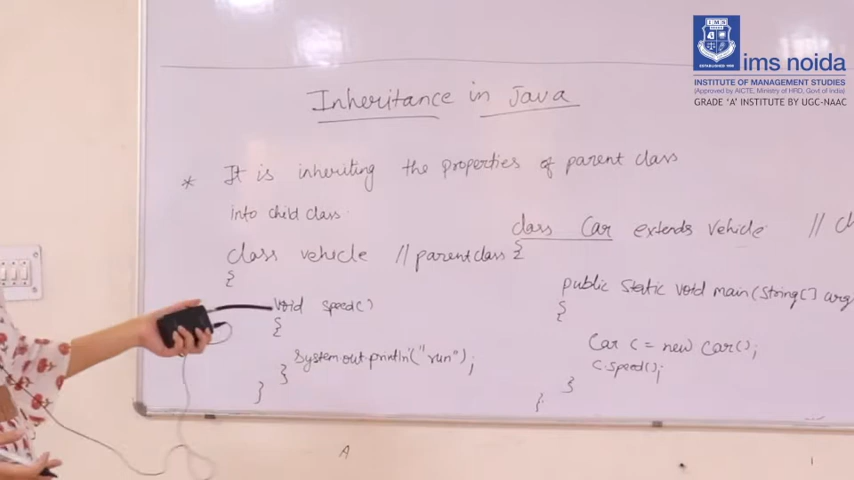 IMS
ESTABLISHED 1996
ims noida
INSTITUTE OF MANAGEMENT STUDIES
(Approved by AICTE, Ministry of HRD, Govt of India)
GRADE 'A' INSTITUTE BY UGC-NAAC
Inheritance in Java
* It is inheriting the properties of parent class
into child class.
class vehicle // parent class
{
void speed()
{
System.out.println("run");
}
}
class Car extends vehicle //
{
public static void main(String[] arg
{
Car c = new Car();
c.speed();
}
}
A